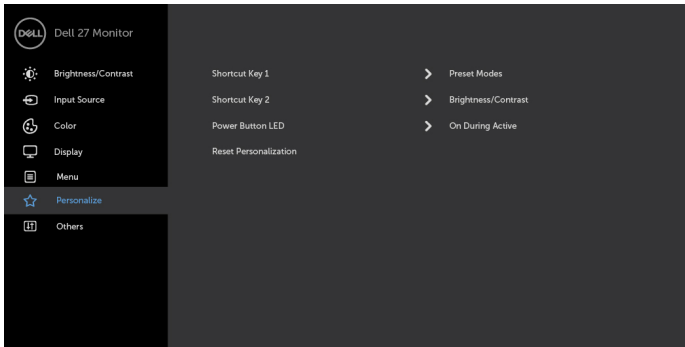 DELL Dell 27 Monitor
Brightness/Contrast
Input Source
Color
Display
Menu
Personalize
Others
Shortcut Key 1 Preset Modes
Shortcut Key 2 Brightness/Contrast
Power Button LED On During Active
Reset Personalization